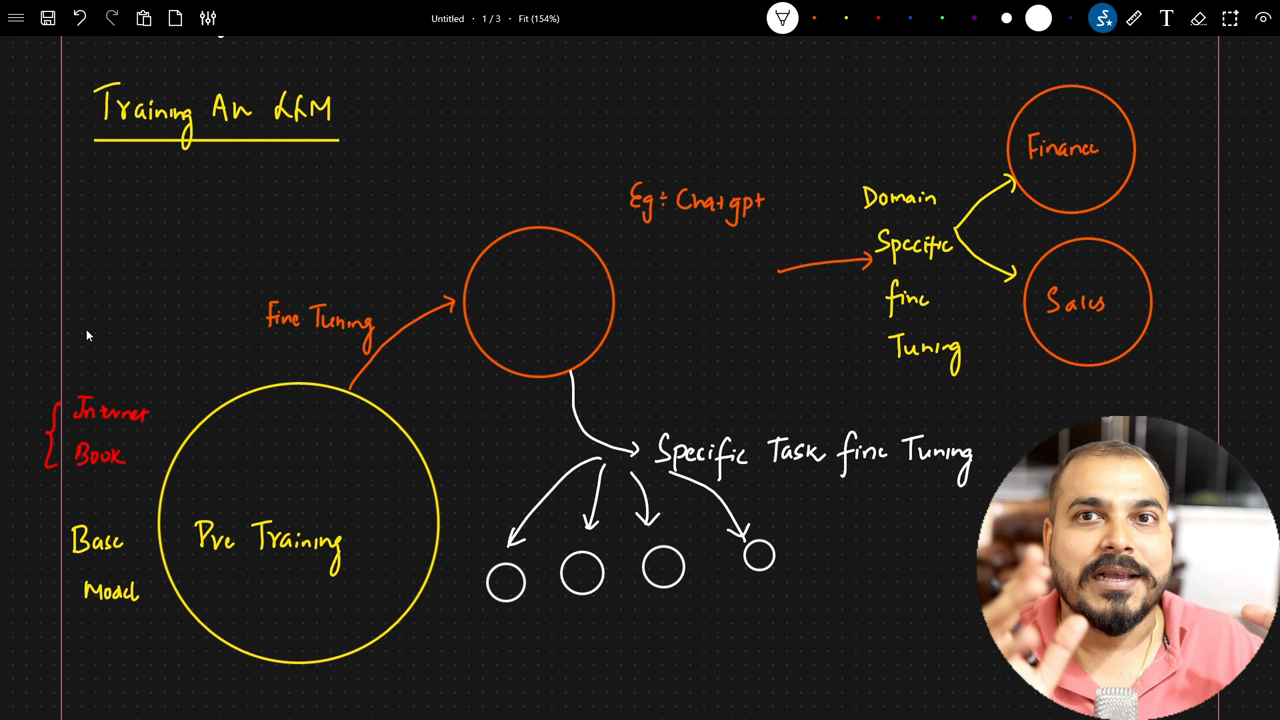 Untitled • 1 / 3 • Fit (154%)
T
Training An LLM
Finance
Eg÷ Chatgpt
Domain
Specific
fine
Tuning
Sales
Fine Tuning
Internet
Book
Specific Task fine Tuning
Base
Model
Pre Training